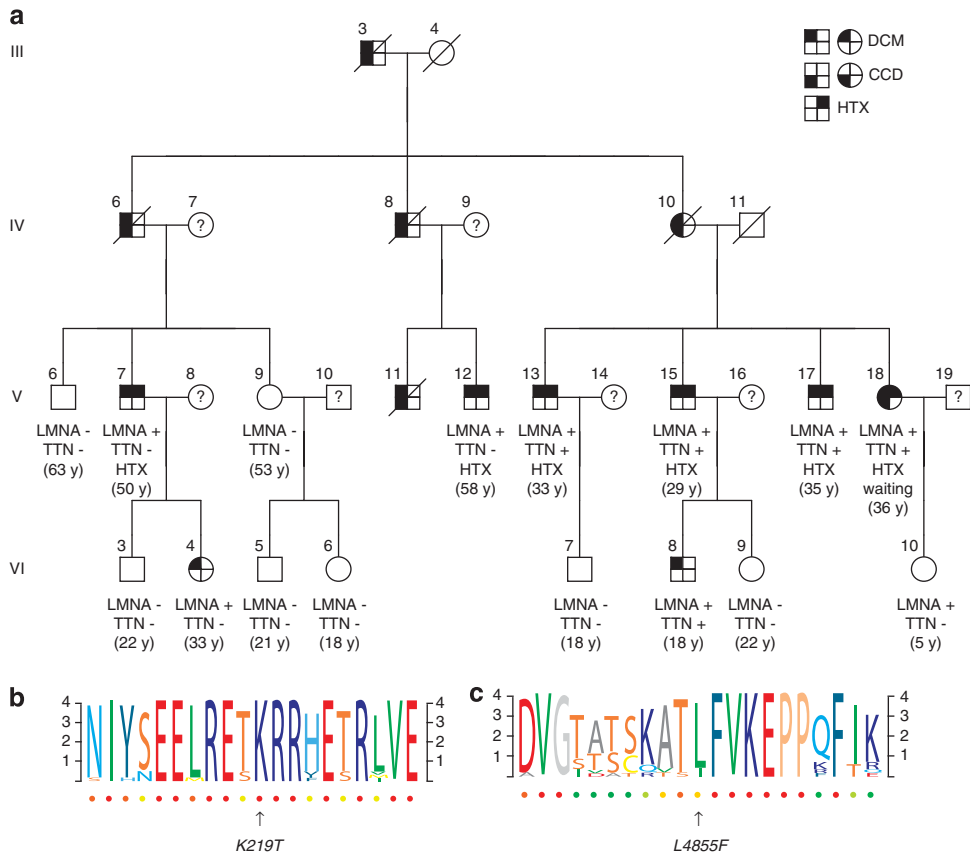 a
III
3 4
DCM
CCD
HTX
IV
6 7 8 9 10 11
? ?
V
6 7 8 9 10 11 12 13 14 15 16 17 18 19
? ? ? ? ?
LMNA - LMNA + LMNA - LMNA + LMNA + LMNA + LMNA + LMNA +
TTN - TTN - TTN - TTN - TTN + TTN + TTN + TTN +
(63 y) HTX (53 y) HTX HTX HTX HTX HTX
(50 y) (58 y) (33 y) (29 y) (35 y) waiting
(36 y)
VI
3 4 5 6 7 8 9 10
LMNA - LMNA + LMNA - LMNA - LMNA - LMNA + LMNA - LMNA +
TTN - TTN - TTN - TTN - TTN - TTN + TTN - TTN -
(22 y) (33 y) (21 y) (18 y) (18 y) (18 y) (22 y) (5 y)
b
4 4
3 3
2 2
1 1
NIYSEELRETKRRHETRLVE
K219T
c
4 4
3 3
2 2
1 1
DVGTATSKATLFVKEPPQFIK
L4855F